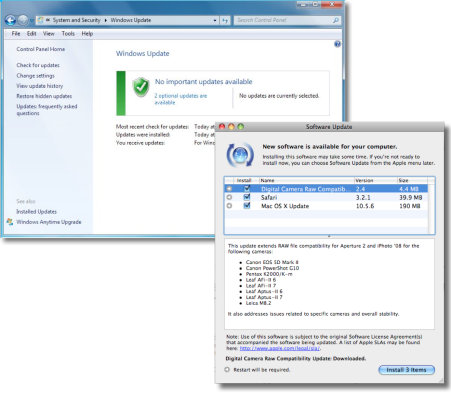 System and Security ▸ Windows Update
Search Control Panel
File Edit View Tools Help
Control Panel Home
Check for updates
Change settings
View update history
Restore hidden updates
Updates: frequently asked
questions
See also
Installed Updates
Windows Anytime Upgrade
Windows Update
No important updates available
2 optional updates are
available
No updates are currently selected.
Most recent check for updates: Today at
Updates were installed: Today at
You receive updates: For Wind
Software Update
New software is available for your computer.
Installing this software may take some time. If you're not ready to
install now, you can choose Software Update from the Apple menu later.
Install Name Version Size
Digital Camera Raw Compatib... 2.4 4.4 MB
Safari 3.2.1 39.9 MB
Mac OS X Update 10.5.6 190 MB
This update extends RAW file compatibility for Aperture 2 and iPhoto '08 for the
following cameras:
• Canon EOS 5D Mark II
• Canon PowerShot G10
• Pentax K2000/K-m
• Leaf AFi-II 6
• Leaf AFi-II 7
• Leaf Aptus-II 6
• Leaf Aptus-II 7
• Leica M8.2
It also addresses issues related to specific cameras and overall stability.
Note: Use of this software is subject to the original Software License Agreement(s)
that accompanied the software being updated. A list of Apple SLAs may be found
here: http://www.apple.com/legal/sla/.
Digital Camera Raw Compatibility Update: Downloaded.
Restart will be required.
Install 3 Items